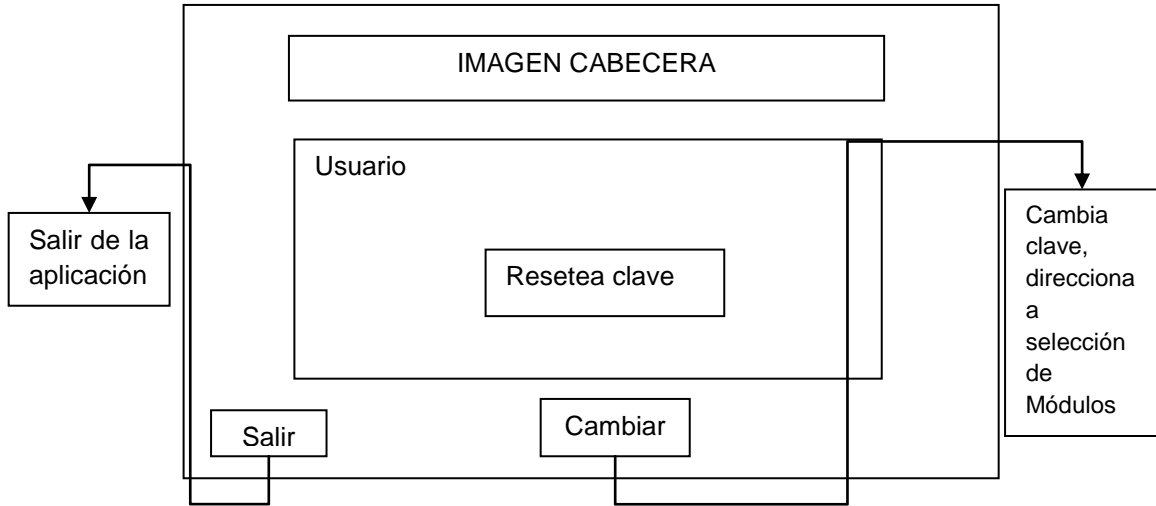 IMAGEN CABECERA
Usuario
Salir de la
aplicación
Resetea clave
Cambia
clave,
direcciona
a
selección
de
Módulos
Salir
Cambiar